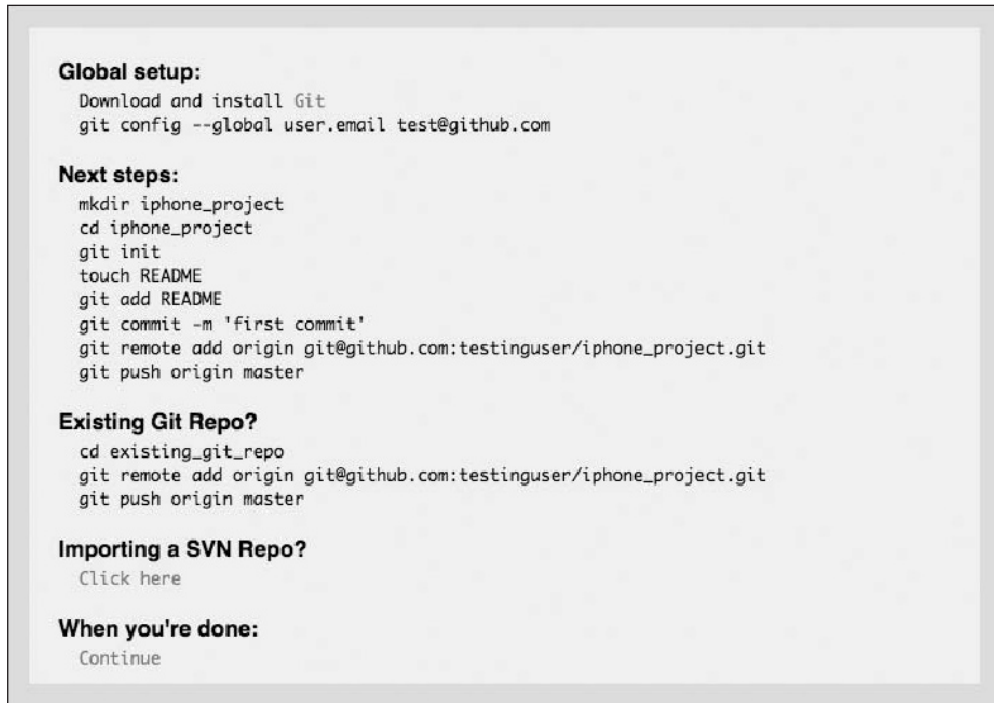 Global setup:
Download and install Git
git config --global user.email test@github.com
Next steps:
mkdir iphone_project
cd iphone_project
git init
touch README
git add README
git commit -m 'first commit'
git remote add origin git@github.com:testinguser/iphone_project.git
git push origin master
Existing Git Repo?
cd existing_git_repo
git remote add origin git@github.com:testinguser/iphone_project.git
git push origin master
Importing a SVN Repo?
Click here
When you're done:
Continue